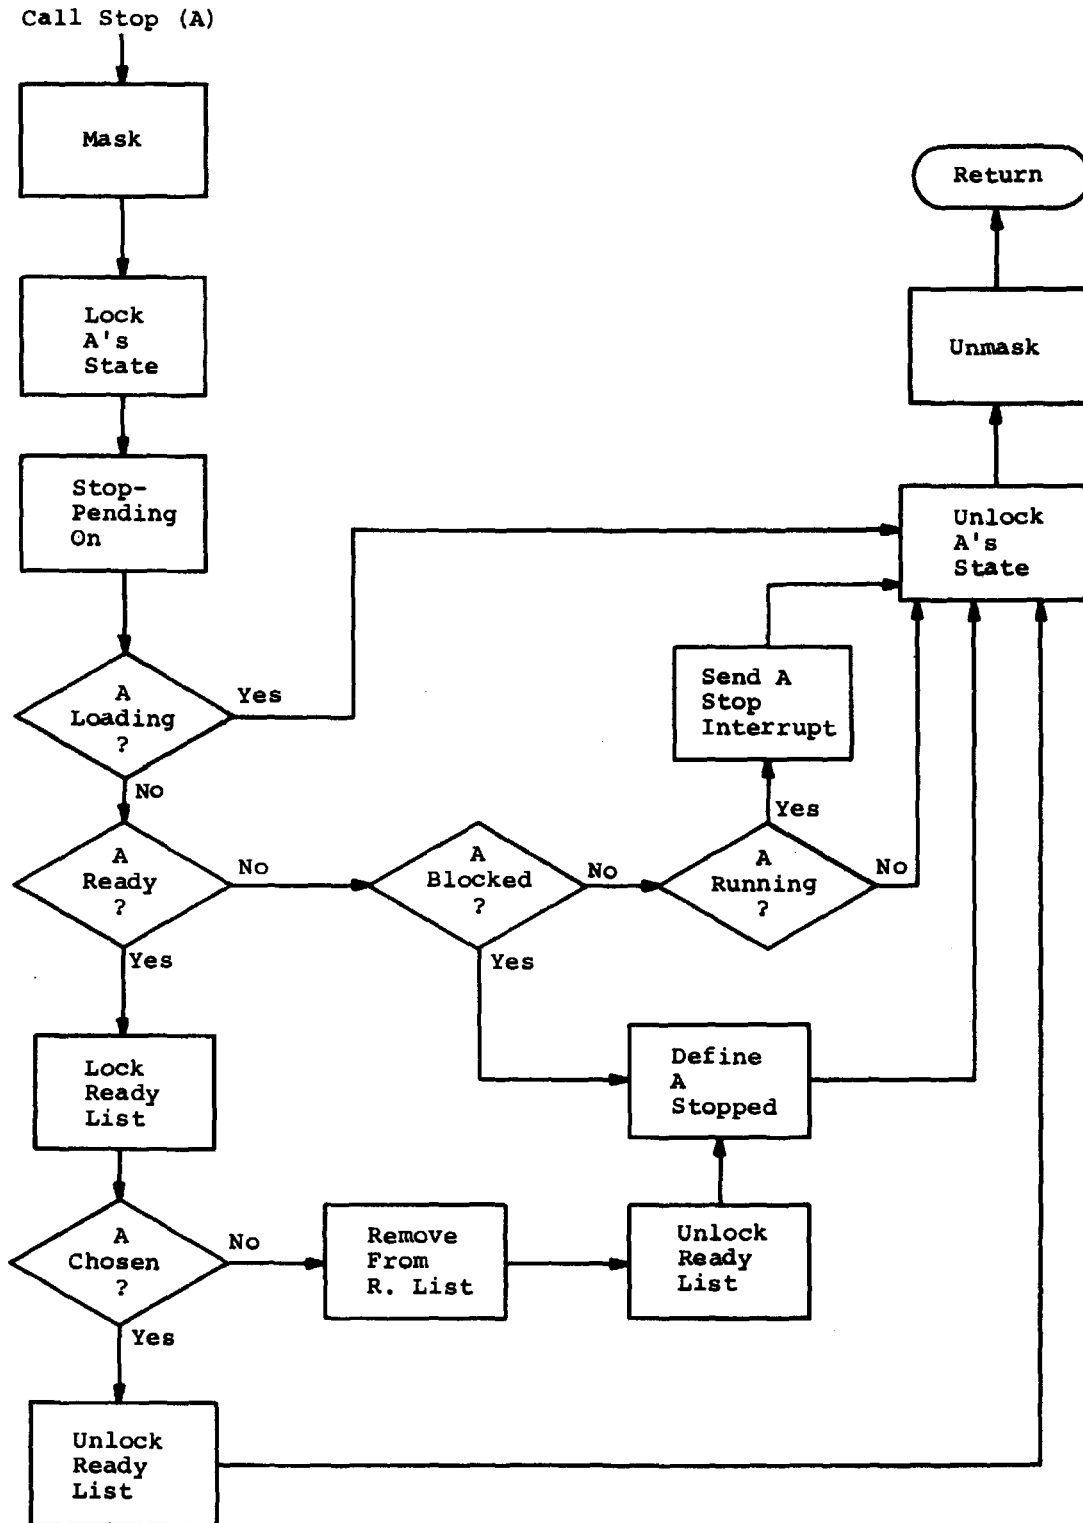 Call Stop (A)
Mask
Return
Lock
A's
State
Unmask
Stop-
Pending
On
Unlock
A's
State
A
Loading
?
Yes
No
Send A
Stop
Interrupt
Yes
A
Ready
?
No
Yes
A
Blocked
?
No
Yes
A
Running
?
No
Lock
Ready
List
Define
A
Stopped
A
Chosen
?
No
Yes
Remove
From
R. List
Unlock
Ready
List
Unlock
Ready
List